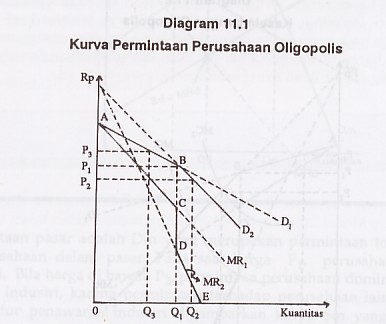 Diagram 11.1
Kurva Permintaan Perusahaan Oligopolis
Rp
A
P3
P1
P2
B
C
D
D1
D2
MR1
MR2
E
0
Q3
Q1
Q2
Kuantitas